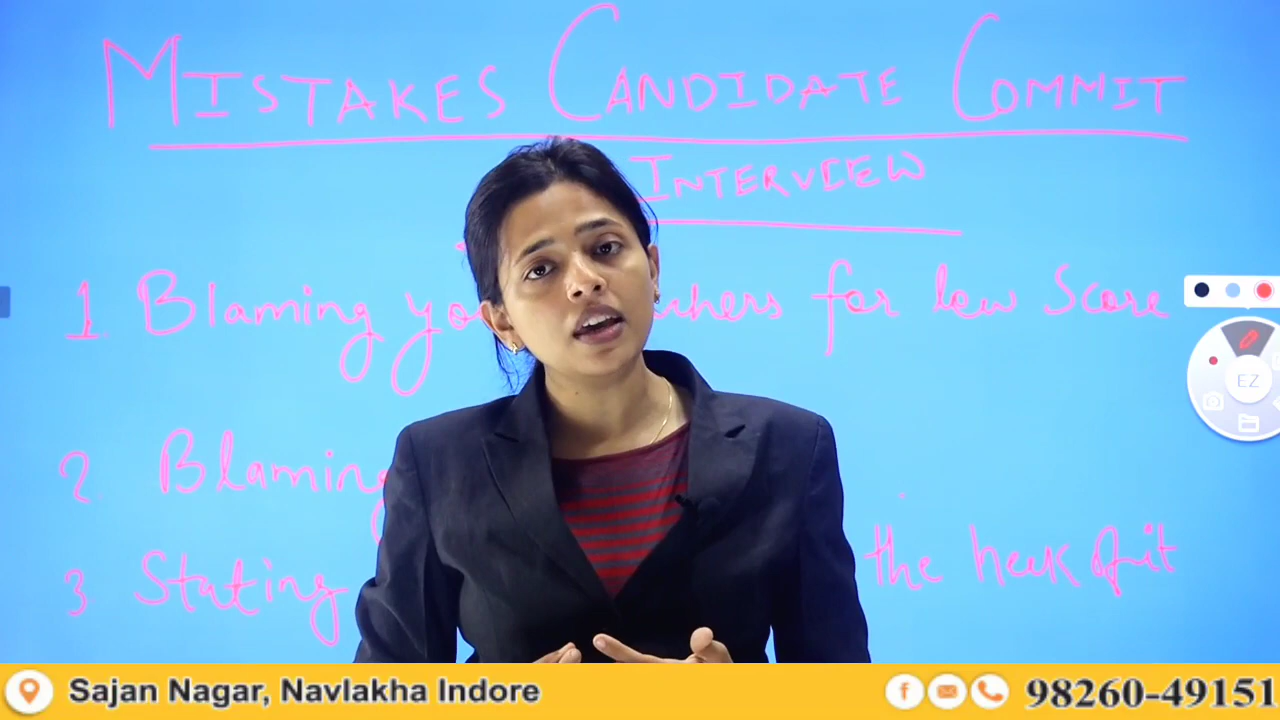 MISTAKES CANDIDATE COMMIT
INTERVIEW
1. Blaming yo chers for low Score
2. Blaming
3 Stating the heck of it
EZ
Sajan Nagar, Navlakha Indore
98260-49151